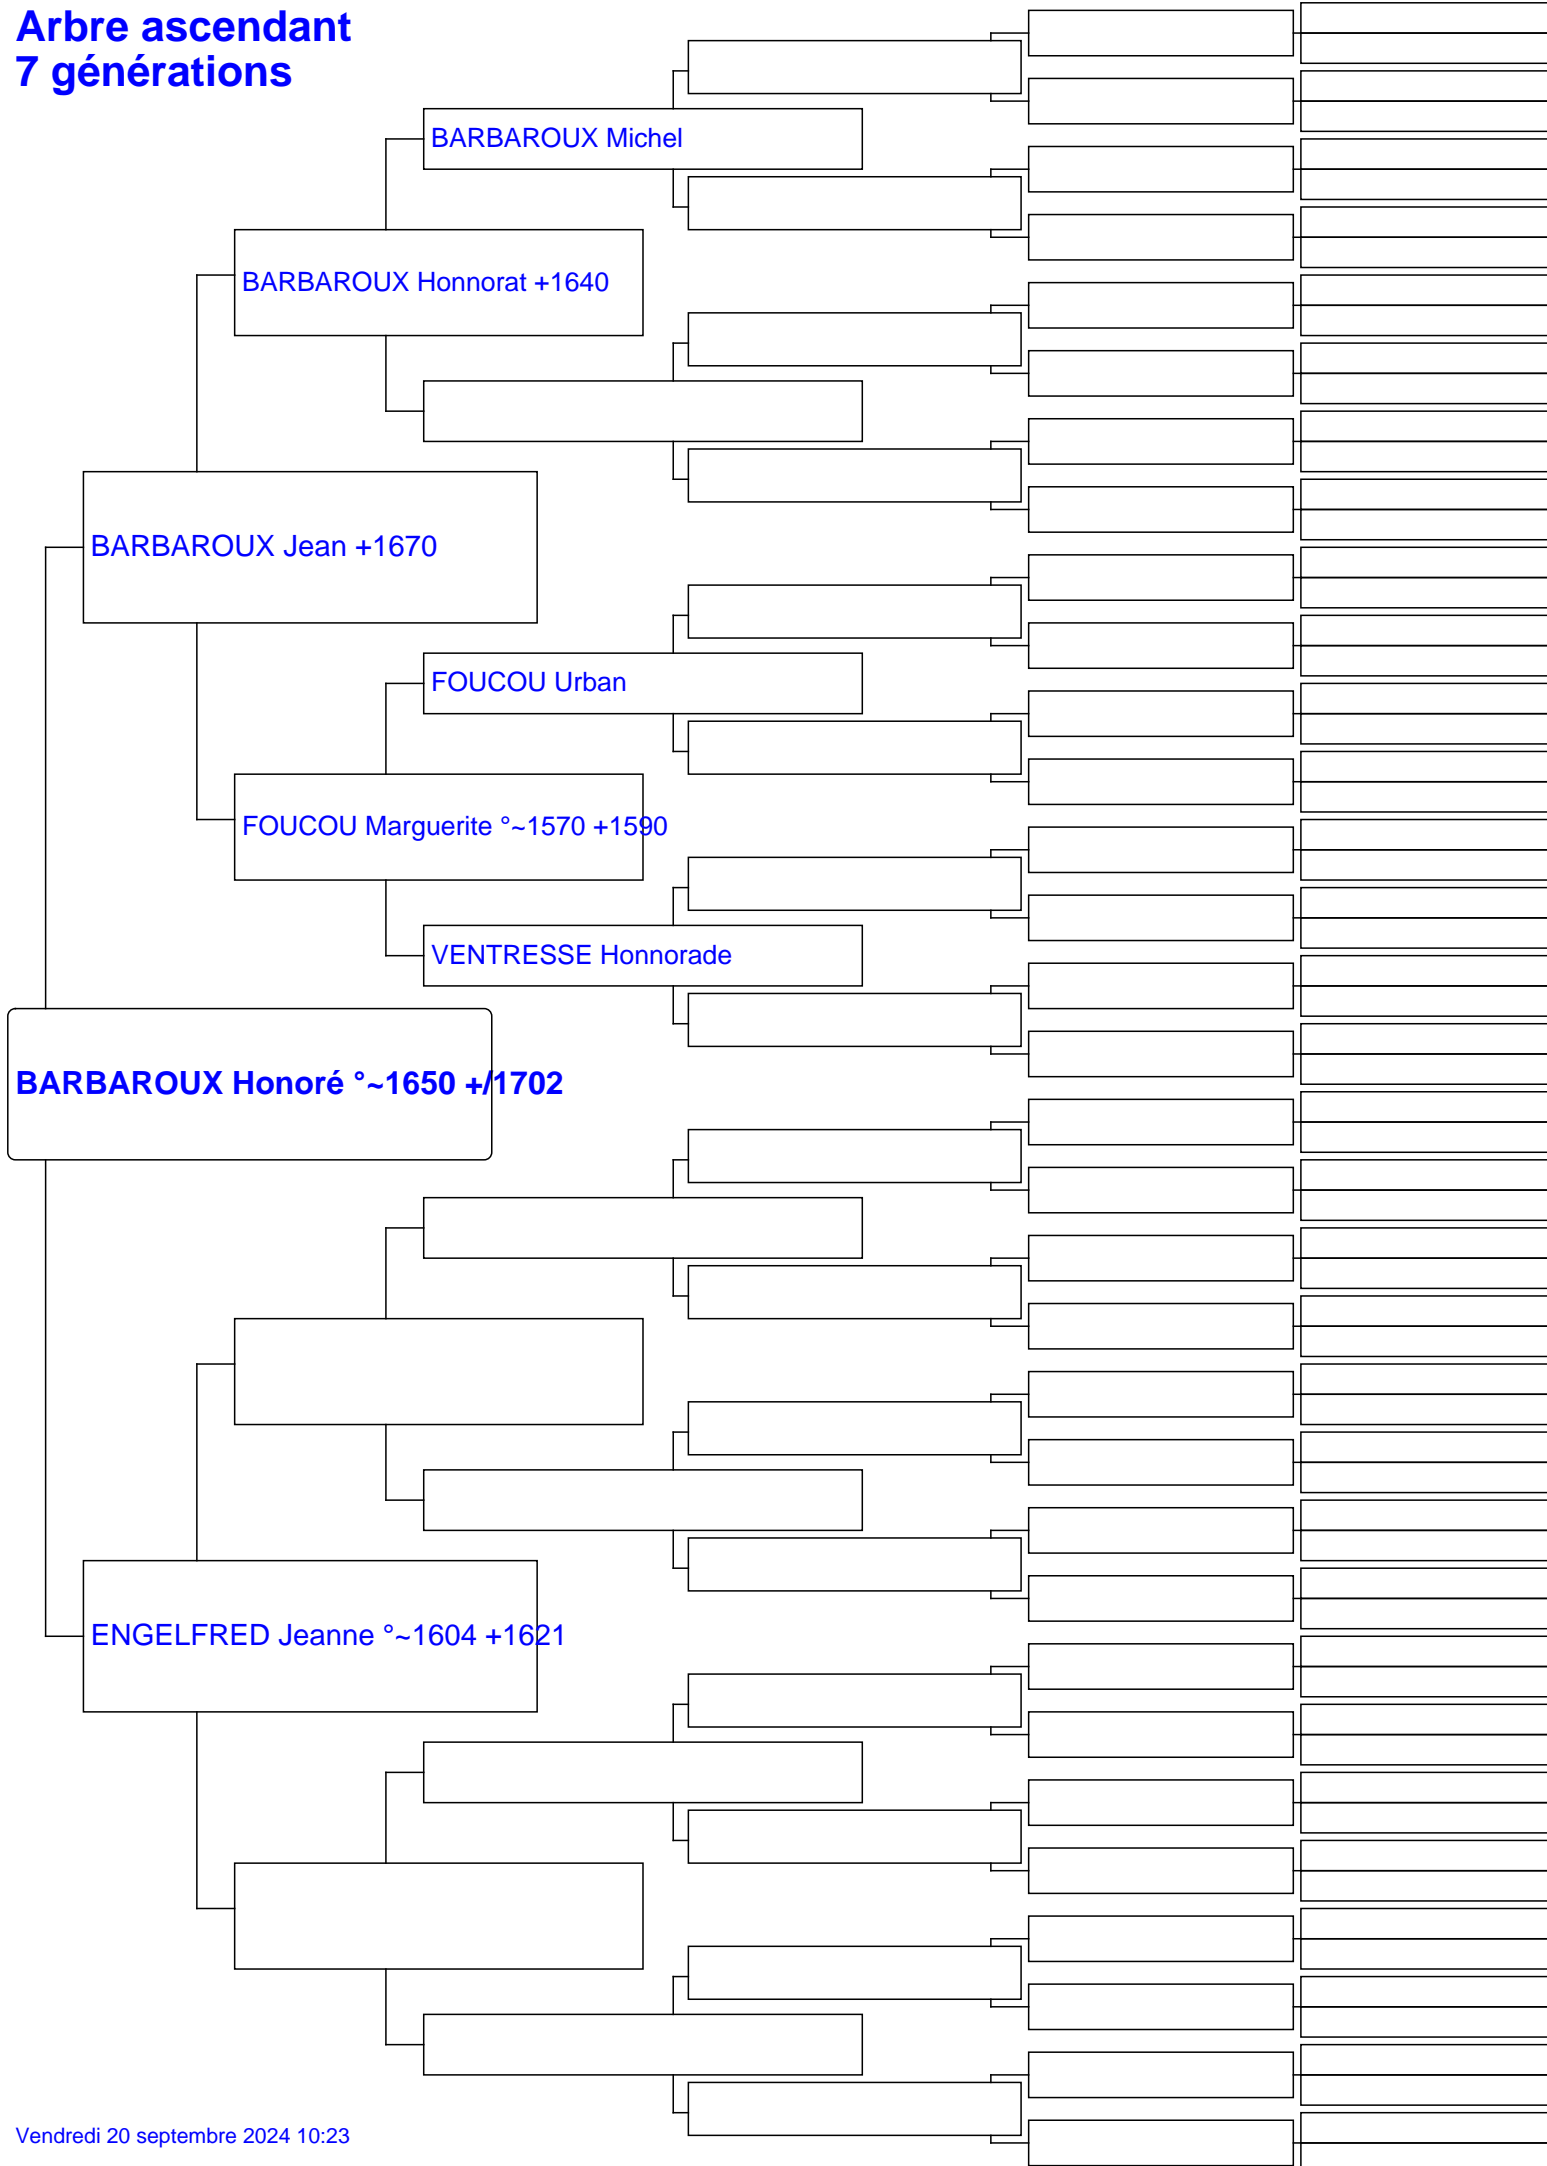 Arbre ascendant
7 générations
BARBAROUX Michel
BARBAROUX Honnorat +1640
BARBAROUX Jean +1670
FOUCOU Urban
FOUCOU Marguerite °~1570 +1590
VENTRESSE Honnorade
BARBAROUX Honoré °~1650 +/1702
ENGELFRED Jeanne °~1604 +1621
Vendredi 20 septembre 2024 10:23